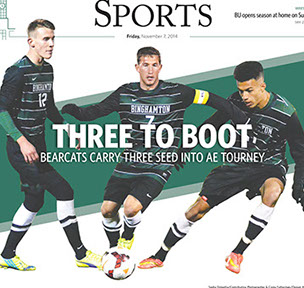 SPORTS
Friday, November 7, 2014
BU opens season at home on Su
BINGHAMTON
12
BINGHAMTON
7
THREE TO BOOT
BEARCATS CARRY THREE SEED INTO AE TOURNEY